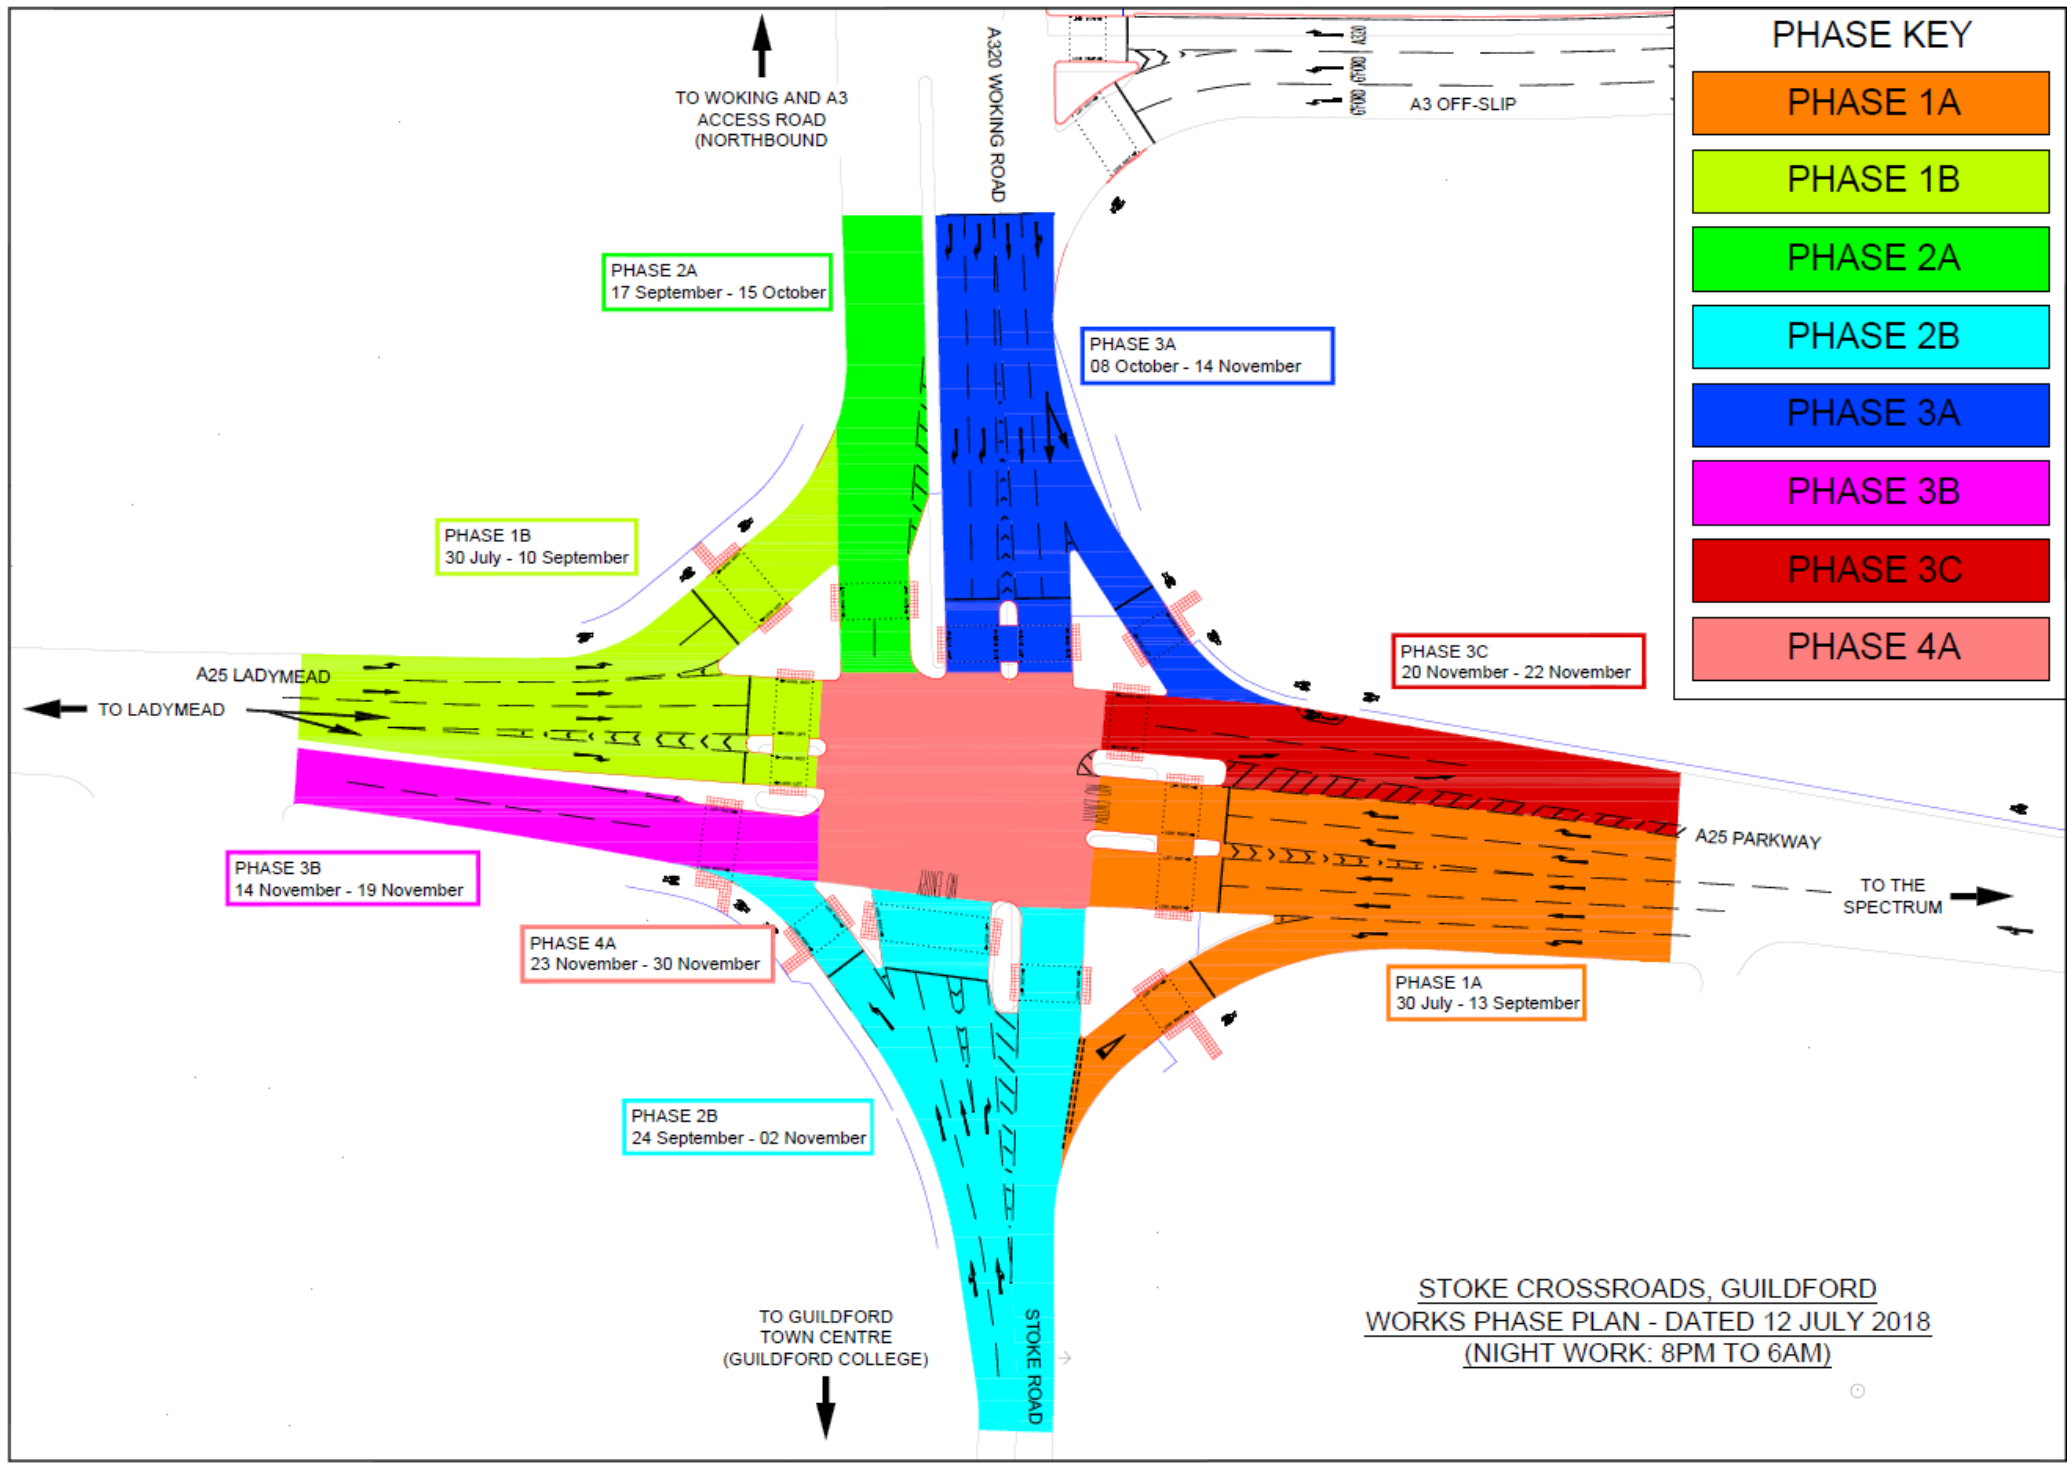 PHASE KEY
PHASE 1A
PHASE 1B
PHASE 2A
PHASE 2B
PHASE 3A
PHASE 3B
PHASE 3C
PHASE 4A
TO WOKING AND A3
ACCESS ROAD
(NORTHBOUND
A320 WOKING ROAD
A320
GFORD GFORD
GFORD
A3 OFF-SLIP
PHASE 2A
17 September - 15 October
PHASE 3A
08 October - 14 November
PHASE 1B
30 July - 10 September
PHASE 3C
20 November - 22 November
A25 LADYMEAD
TO LADYMEAD
A25 PARKWAY
TO THE
SPECTRUM
PHASE 3B
14 November - 19 November
PHASE 4A
23 November - 30 November
PHASE 1A
30 July - 13 September
PHASE 2B
24 September - 02 November
TO GUILDFORD
TOWN CENTRE
(GUILDFORD COLLEGE)
STOKE ROAD
STOKE CROSSROADS, GUILDFORD
WORKS PHASE PLAN - DATED 12 JULY 2018
(NIGHT WORK: 8PM TO 6AM)